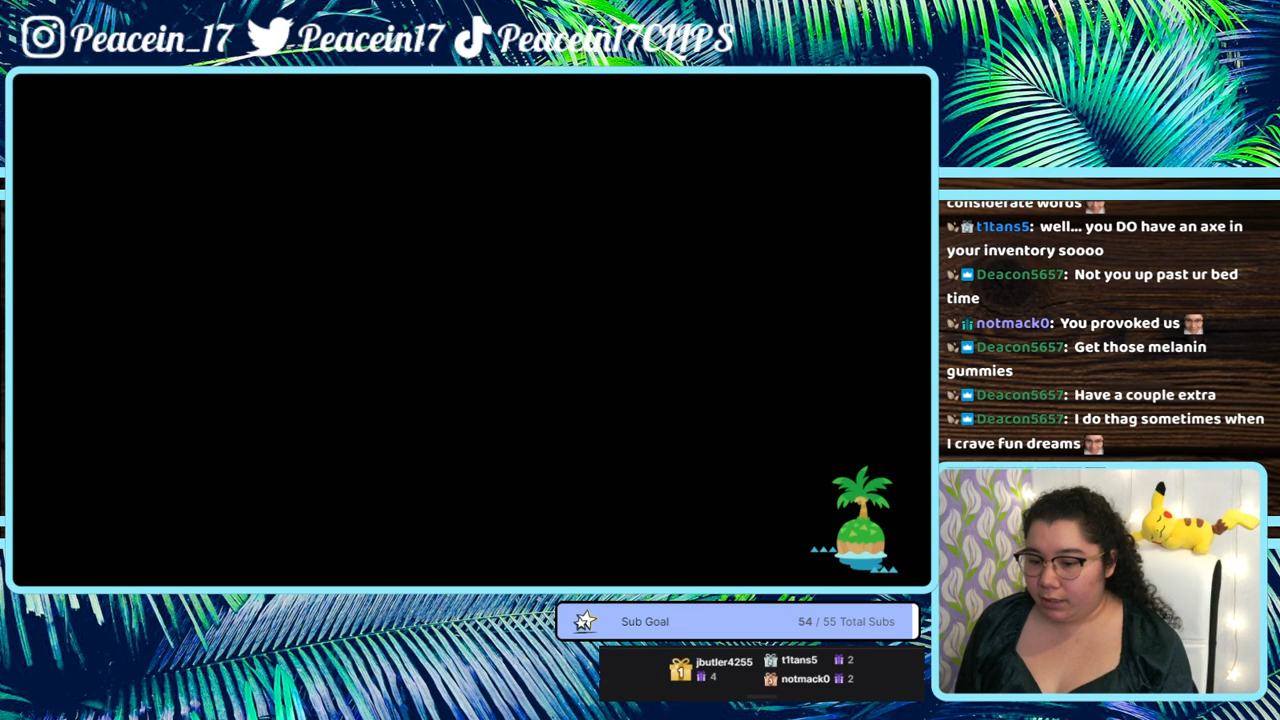 Peacein_17 Peacein17 Peacein17ClIPS
considerate words
t1tans5: well... you DO have an axe in
your inventory soooo
Deacon5657: Not you up past ur bed
time
notmack0: You provoked us
Deacon5657: Get those melanin
gummies
Deacon5657: Have a couple extra
Deacon5657: I do thag sometimes when
I crave fun dreams
Sub Goal 54 / 55 Total Subs
1 jbutler4255 4
t1tans5 2
notmack0 2